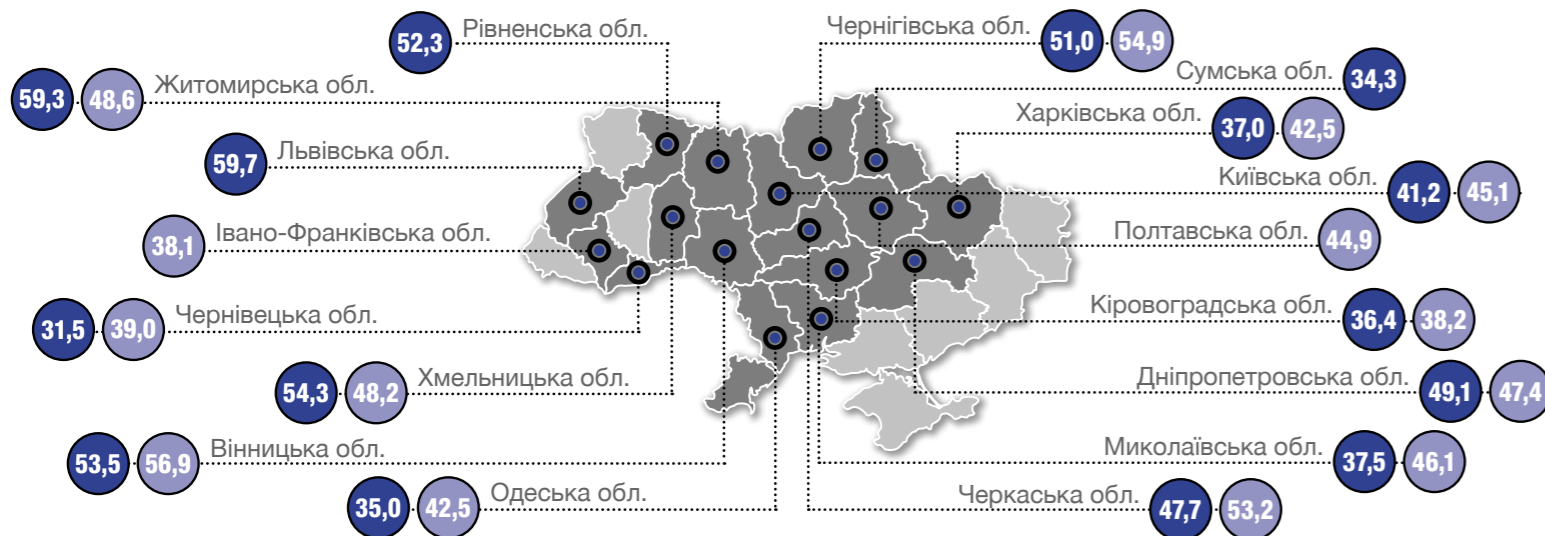 52,3 Рівненська обл.
59,3 48,6 Житомирська обл.
59,7 Львівська обл.
38,1 Івано-Франківська обл.
31,5 39,0 Чернівецька обл.
54,3 48,2 Хмельницька обл.
53,5 56,9 Вінницька обл.
35,0 42,5 Одеська обл.
Чернігівська обл. 51,0 54,9
Сумська обл. 34,3
Харківська обл. 37,0 42,5
Київська обл. 41,2 45,1
Полтавська обл. 44,9
Кіровоградська обл. 36,4 38,2
Дніпропетровська обл. 49,1 47,4
Миколаївська обл. 37,5 46,1
Черкаська обл. 47,7 53,2